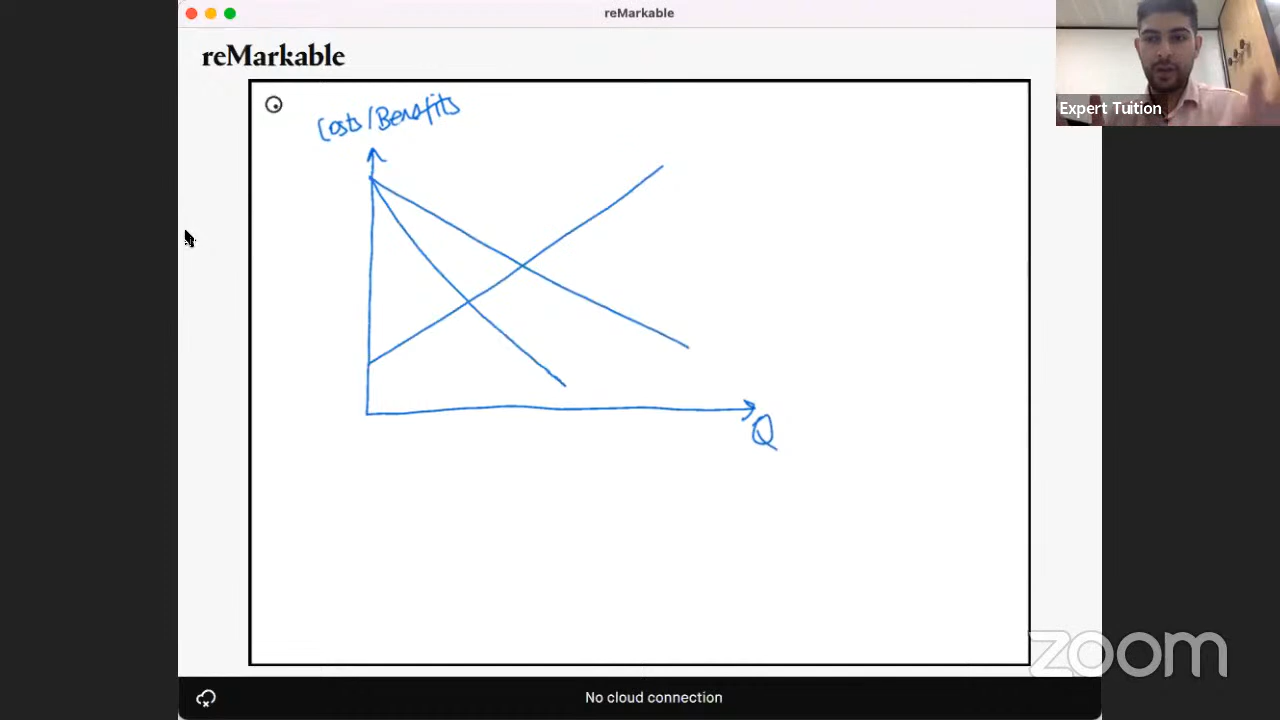 reMarkable
reMarkable
Expert Tuition
Costs/Benefits
Q
zoom
No cloud connection